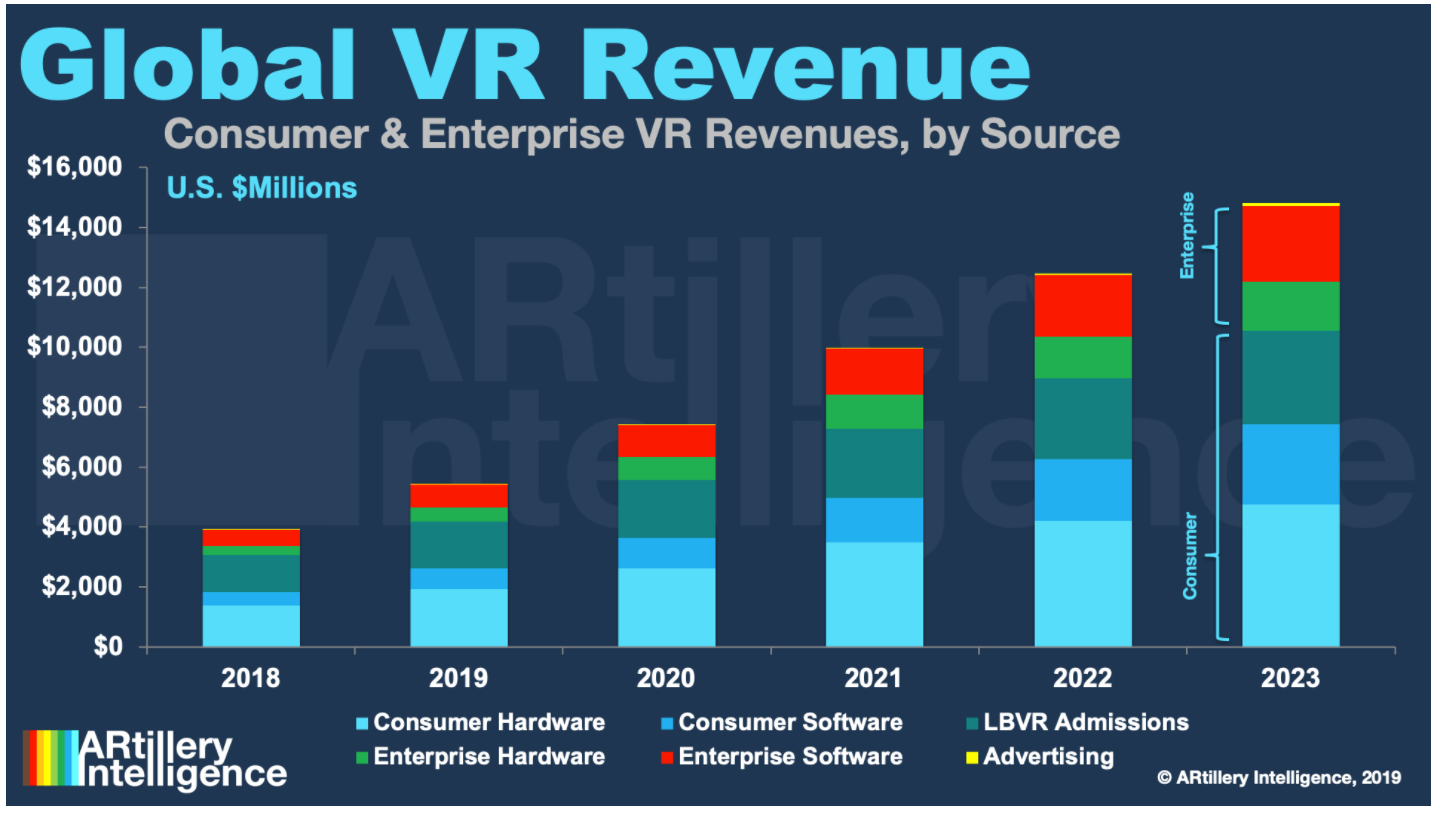 Global VR Revenue
Consumer & Enterprise VR Revenues, by Source
U.S. $Millions
$16,000
$14,000
$12,000
$10,000
$8,000
$6,000
$4,000
$2,000
$0
ARtillery
Intelligence
Enterprise
Consumer
2018 2019 2020 2021 2022 2023
Consumer Hardware Consumer Software LBVR Admissions
Enterprise Hardware Enterprise Software Advertising
ARtillery
Intelligence
© ARtillery Intelligence, 2019